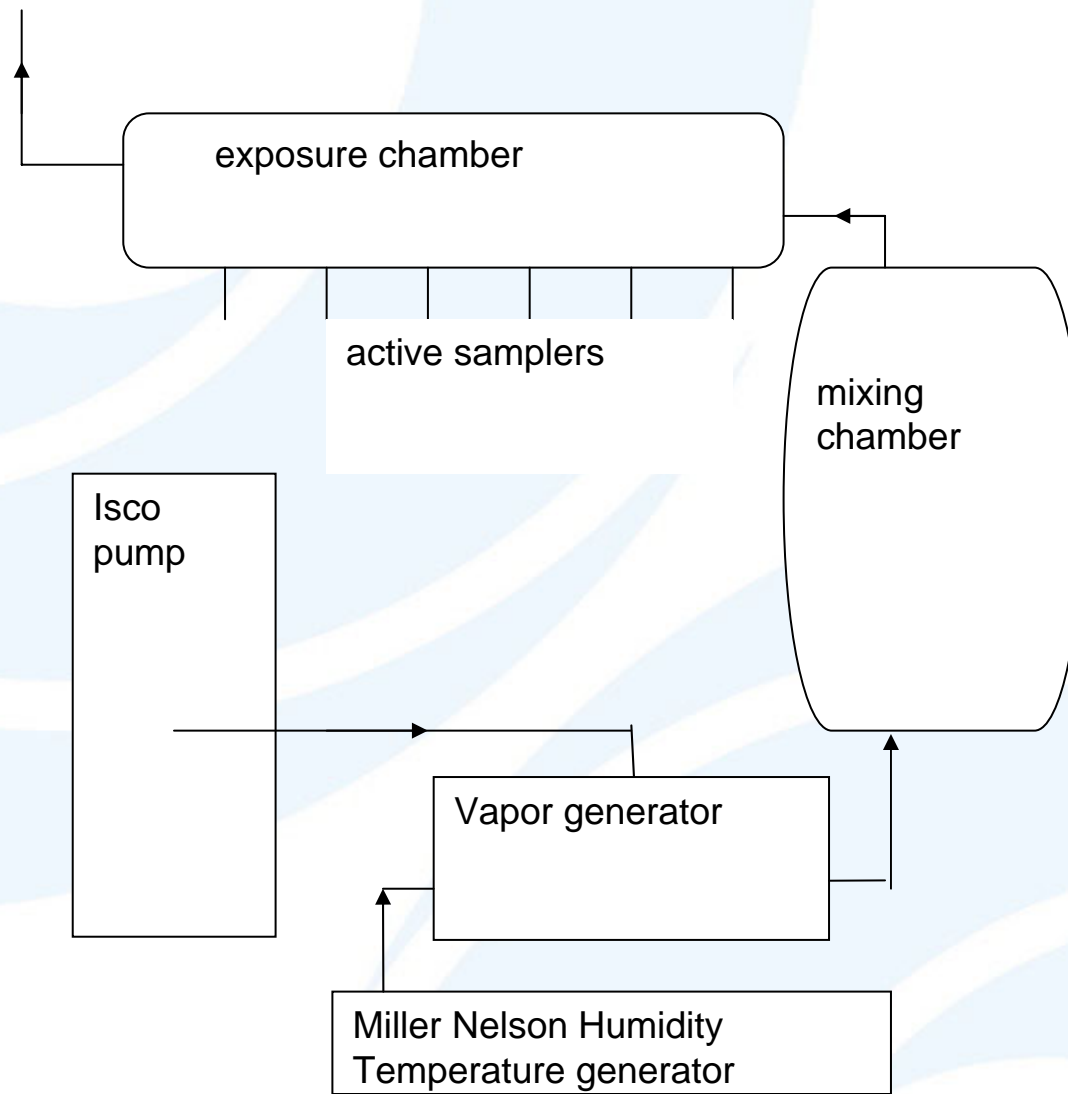 exposure chamber
active samplers
mixing
chamber
Isco
pump
Vapor generator
Miller Nelson Humidity
Temperature generator